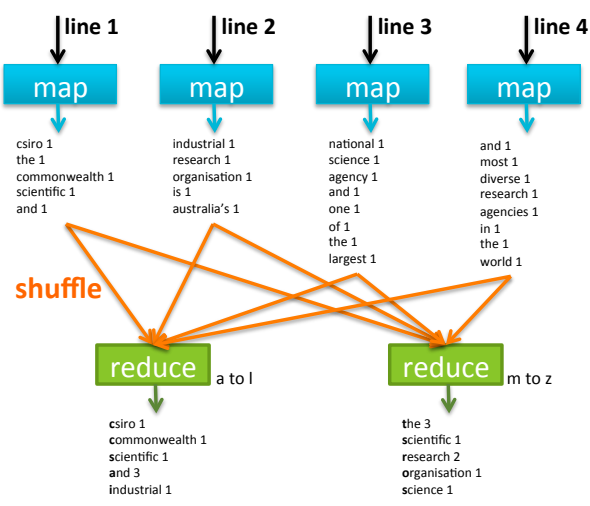 line 1
line 2
line 3
line 4
map
map
map
map
csiro 1
the 1
commonwealth 1
scientific 1
and 1
industrial 1
research 1
organisation 1
is 1
australia's 1
national 1
science 1
agency 1
and 1
one 1
of 1
the 1
largest 1
and 1
most 1
diverse 1
research 1
agencies 1
in 1
the 1
world 1
shuffle
reduce
a to l
reduce
m to z
csiro 1
commonwealth 1
scientific 1
and 3
industrial 1
the 3
scientific 1
research 2
organisation 1
science 1